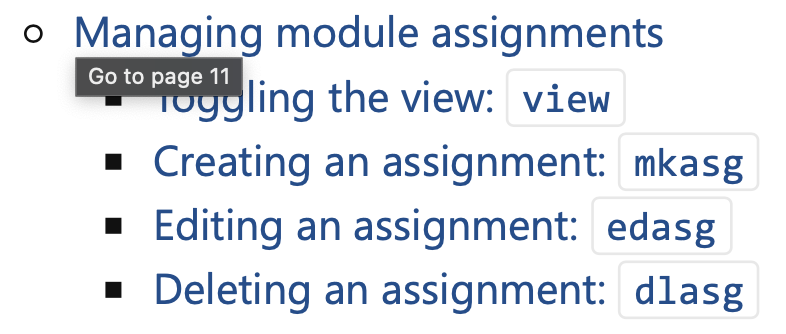 Managing module assignments
Go to page 11
Toggling the view: view
Creating an assignment: mkasg
Editing an assignment: edasg
Deleting an assignment: dlasg